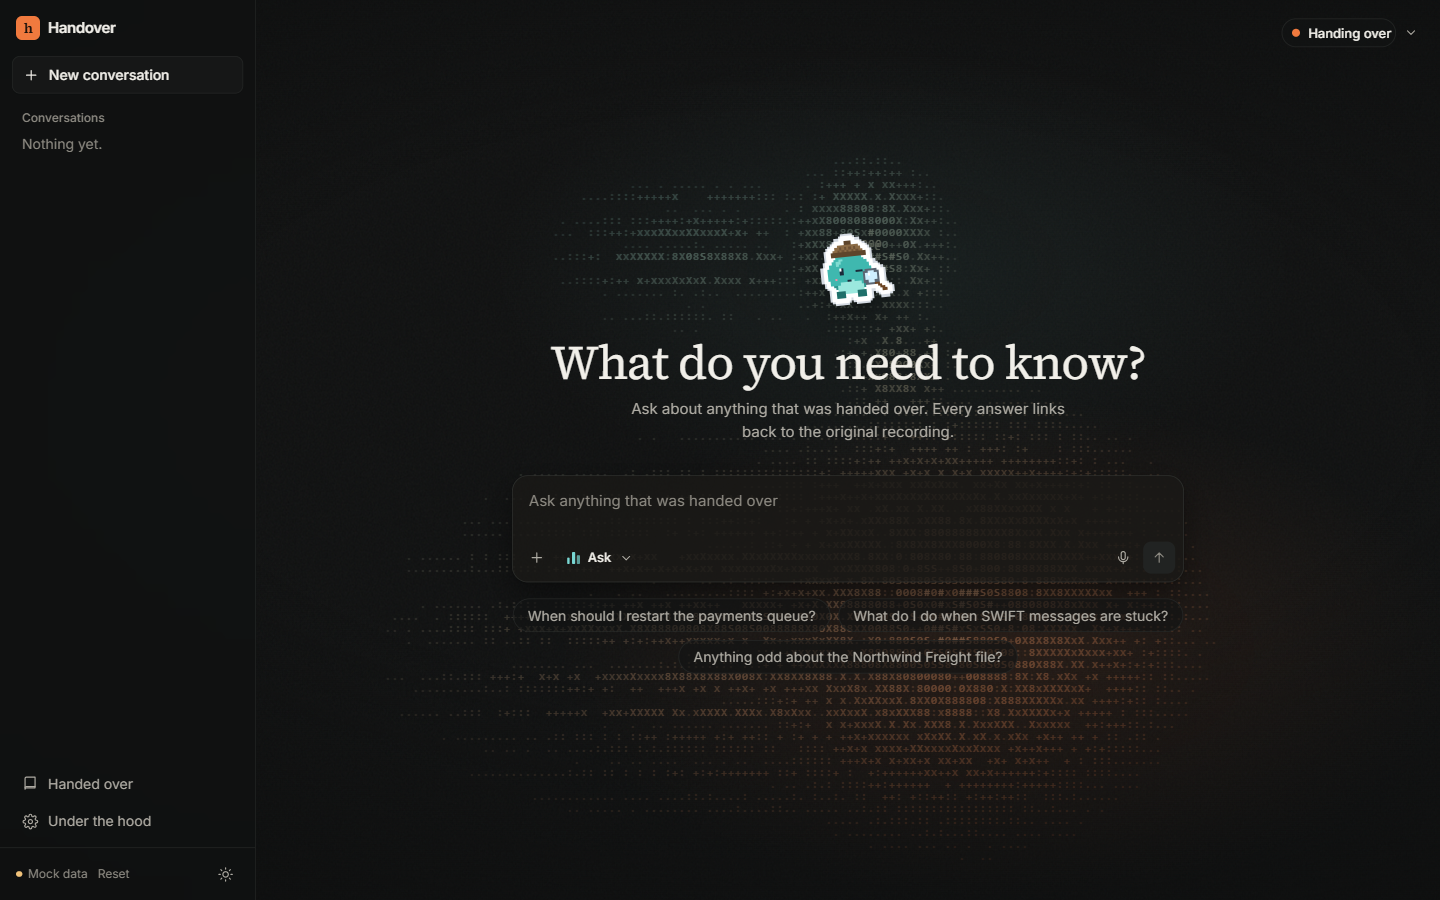 h Handover
Handing over
New conversation
Conversations
Nothing yet.
What do you need to know?
Ask about anything that was handed over. Every answer links
back to the original recording.
Ask anything that was handed over
Ask
When should I restart the payments queue?
What do I do when SWIFT messages are stuck?
Anything odd about the Northwind Freight file?
Handed over
Under the hood
Mock data Reset